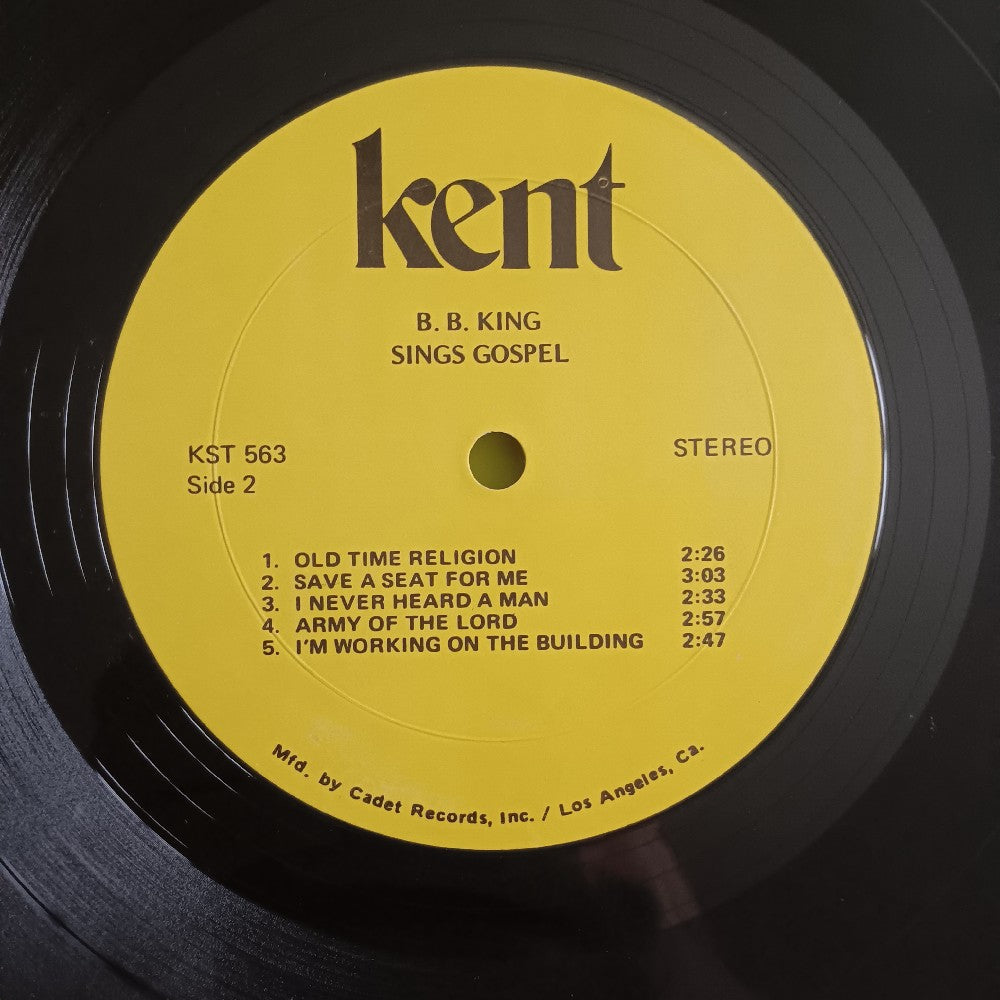 kent
B. B. KING
SINGS GOSPEL
KST 563 STEREO
Side 2
1. OLD TIME RELIGION 2:26
2. SAVE A SEAT FOR ME 3:03
3. I NEVER HEARD A MAN 2:33
4. ARMY OF THE LORD 2:57
5. I'M WORKING ON THE BUILDING 2:47
Mfd. by Cadet Records, Inc. / Los Angeles, Ca.